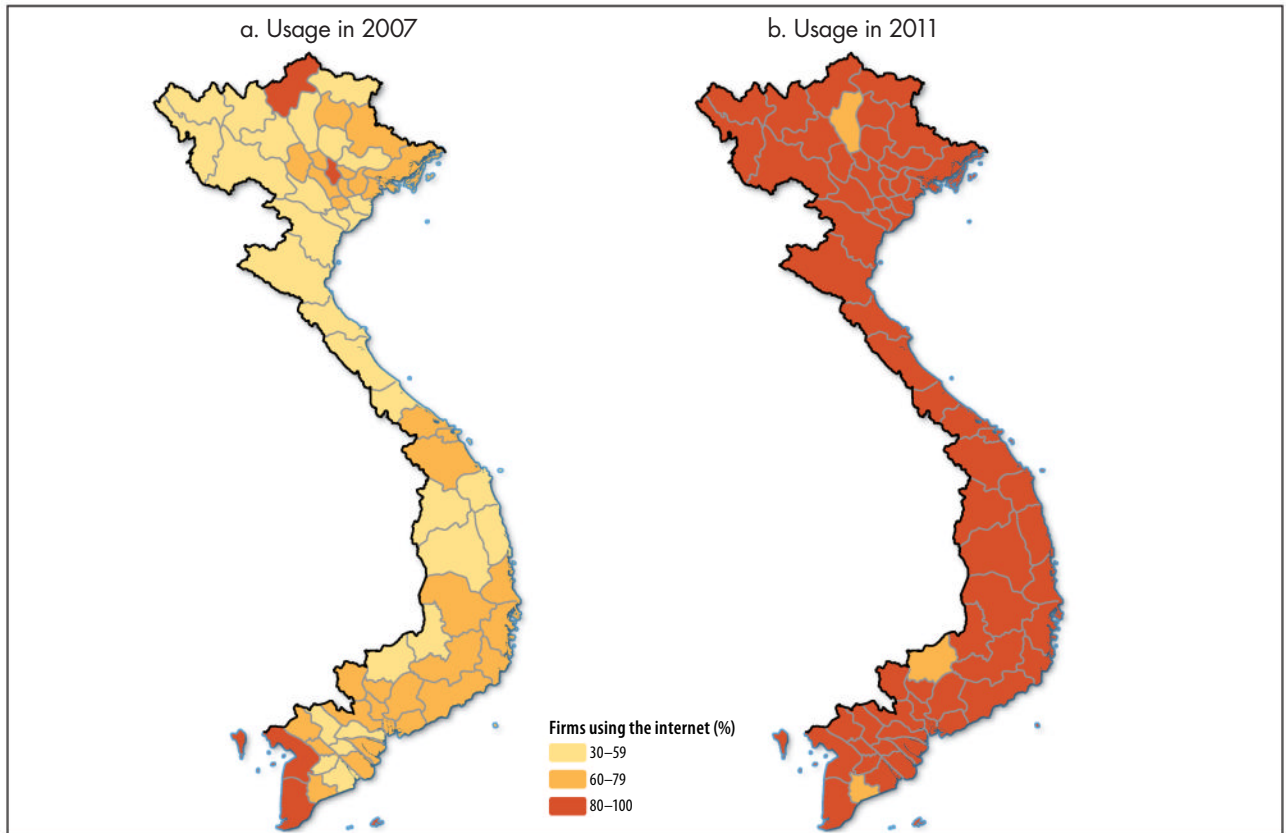 a. Usage in 2007
b. Usage in 2011
Firms using the internet (%)
30–59
60–79
80–100